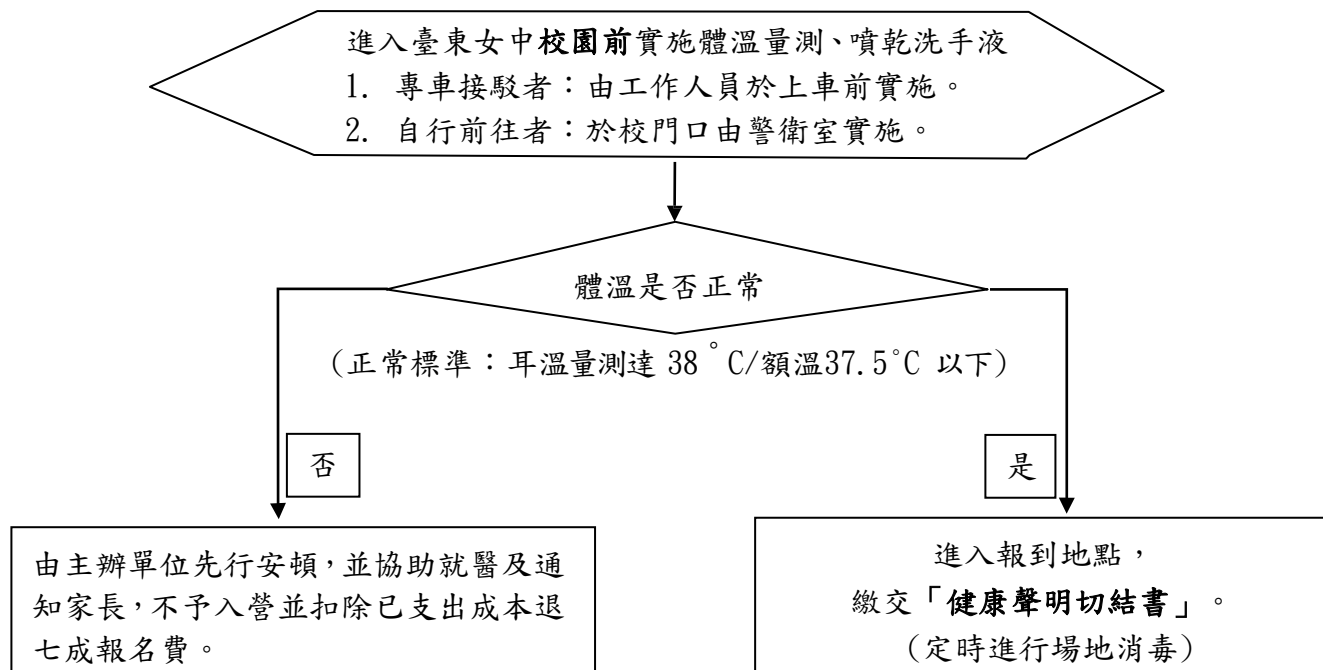 進入臺東女中校園前實施體溫量測、噴乾洗手液
1. 專車接駁者：由工作人員於上車前實施。
2. 自行前往者：於校門口由警衛室實施。
體溫是否正常
(正常標準：耳溫量測達 38°C/額溫37.5°C 以下)
否
是
由主辦單位先行安頓，並協助就醫及通
知家長，不予入營並扣除已支出成本退
七成報名費。
進入報到地點，
繳交「健康聲明切結書」。
(定時進行場地消毒)